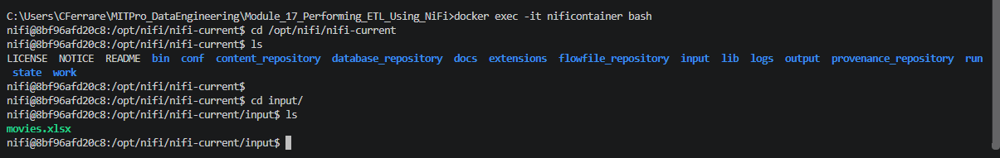 C:\Users\CFerrare\MITPro_DataEngineering\Module_17_Performing_ETL_Using_NiFi>docker exec -it nificontainer bash
nifi@8bf96afd20c8:/opt/nifi/nifi-current$ cd /opt/nifi/nifi-current
nifi@8bf96afd20c8:/opt/nifi/nifi-current$ ls
LICENSE  NOTICE  README  bin  conf  content_repository  database_repository  docs  extensions  flowfile_repository  input  lib  logs  output  provenance_repository  run
state  work
nifi@8bf96afd20c8:/opt/nifi/nifi-current$
nifi@8bf96afd20c8:/opt/nifi/nifi-current$ cd input/
nifi@8bf96afd20c8:/opt/nifi/nifi-current/input$ ls
movies.xlsx
nifi@8bf96afd20c8:/opt/nifi/nifi-current/input$